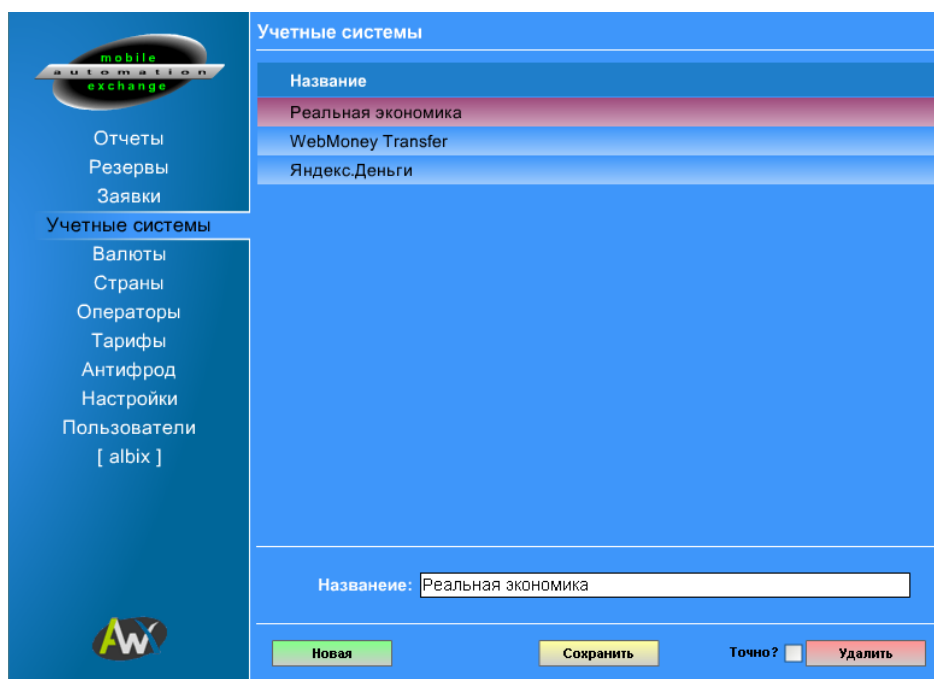 mobile
automation
exchange
Отчеты
Резервы
Заявки
Учетные системы
Валюты
Страны
Операторы
Тарифы
Антифрод
Настройки
Пользователи
[ albix ]
AWX
Учетные системы
Название
Реальная экономика
WebMoney Transfer
Яндекс.Деньги
Названеие: Реальная экономика
Новая Сохранить Точно? Удалить